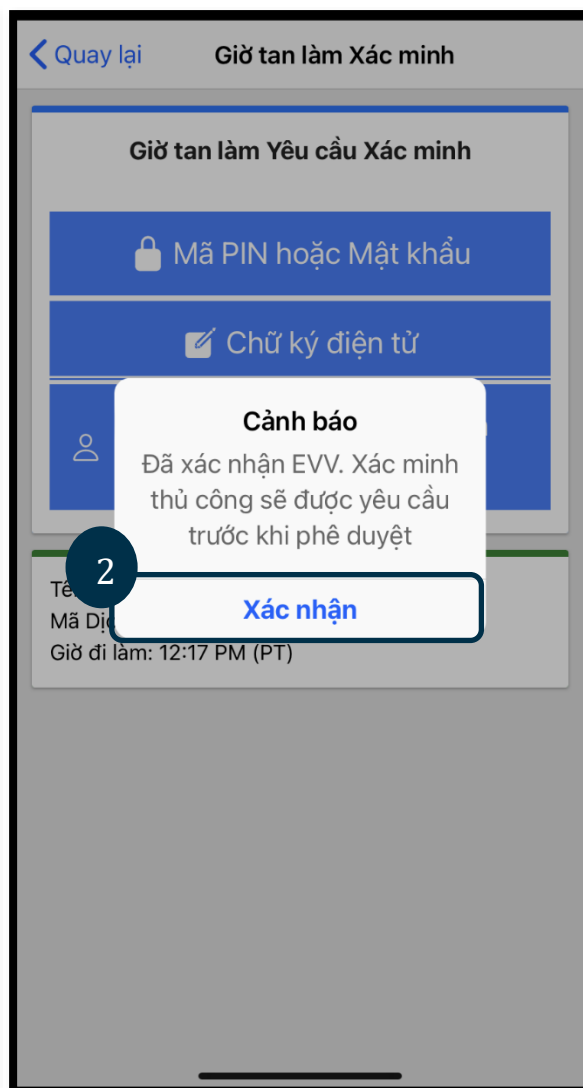 Quay lại Giờ tan làm Xác minh
Giờ tan làm Yêu cầu Xác minh
Mã PIN hoặc Mật khẩu
Chữ ký điện tử
Cảnh báo
Đã xác nhận EVV. Xác minh
thủ công sẽ được yêu cầu
trước khi phê duyệt
2
Xác nhận
Mã
Giờ đi làm: 12:17 PM (PT)